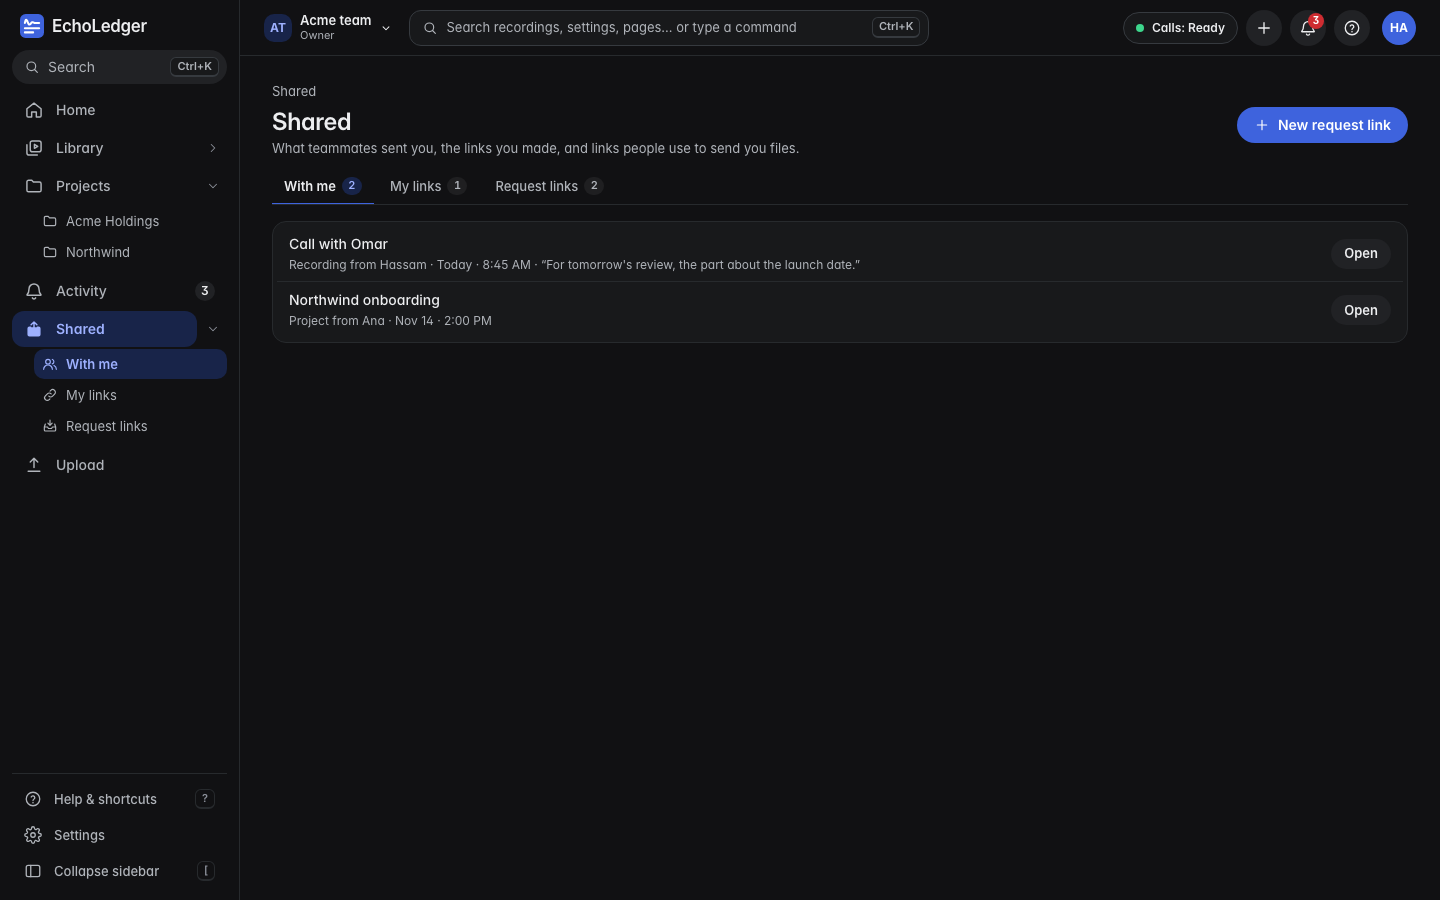 EchoLedger
Search Ctrl+K
Home
Library
Projects
Acme Holdings
Northwind
Activity 3
Shared
With me
My links
Request links
Upload
Help & shortcuts ?
Settings
Collapse sidebar [
AT Acme team
Owner
Search recordings, settings, pages... or type a command Ctrl+K
Calls: Ready
3
HA
Shared
Shared
What teammates sent you, the links you made, and links people use to send you files.
New request link
With me 2 My links 1 Request links 2
Call with Omar
Recording from Hassam · Today · 8:45 AM · “For tomorrow's review, the part about the launch date.”
Open
Northwind onboarding
Project from Ana · Nov 14 · 2:00 PM
Open